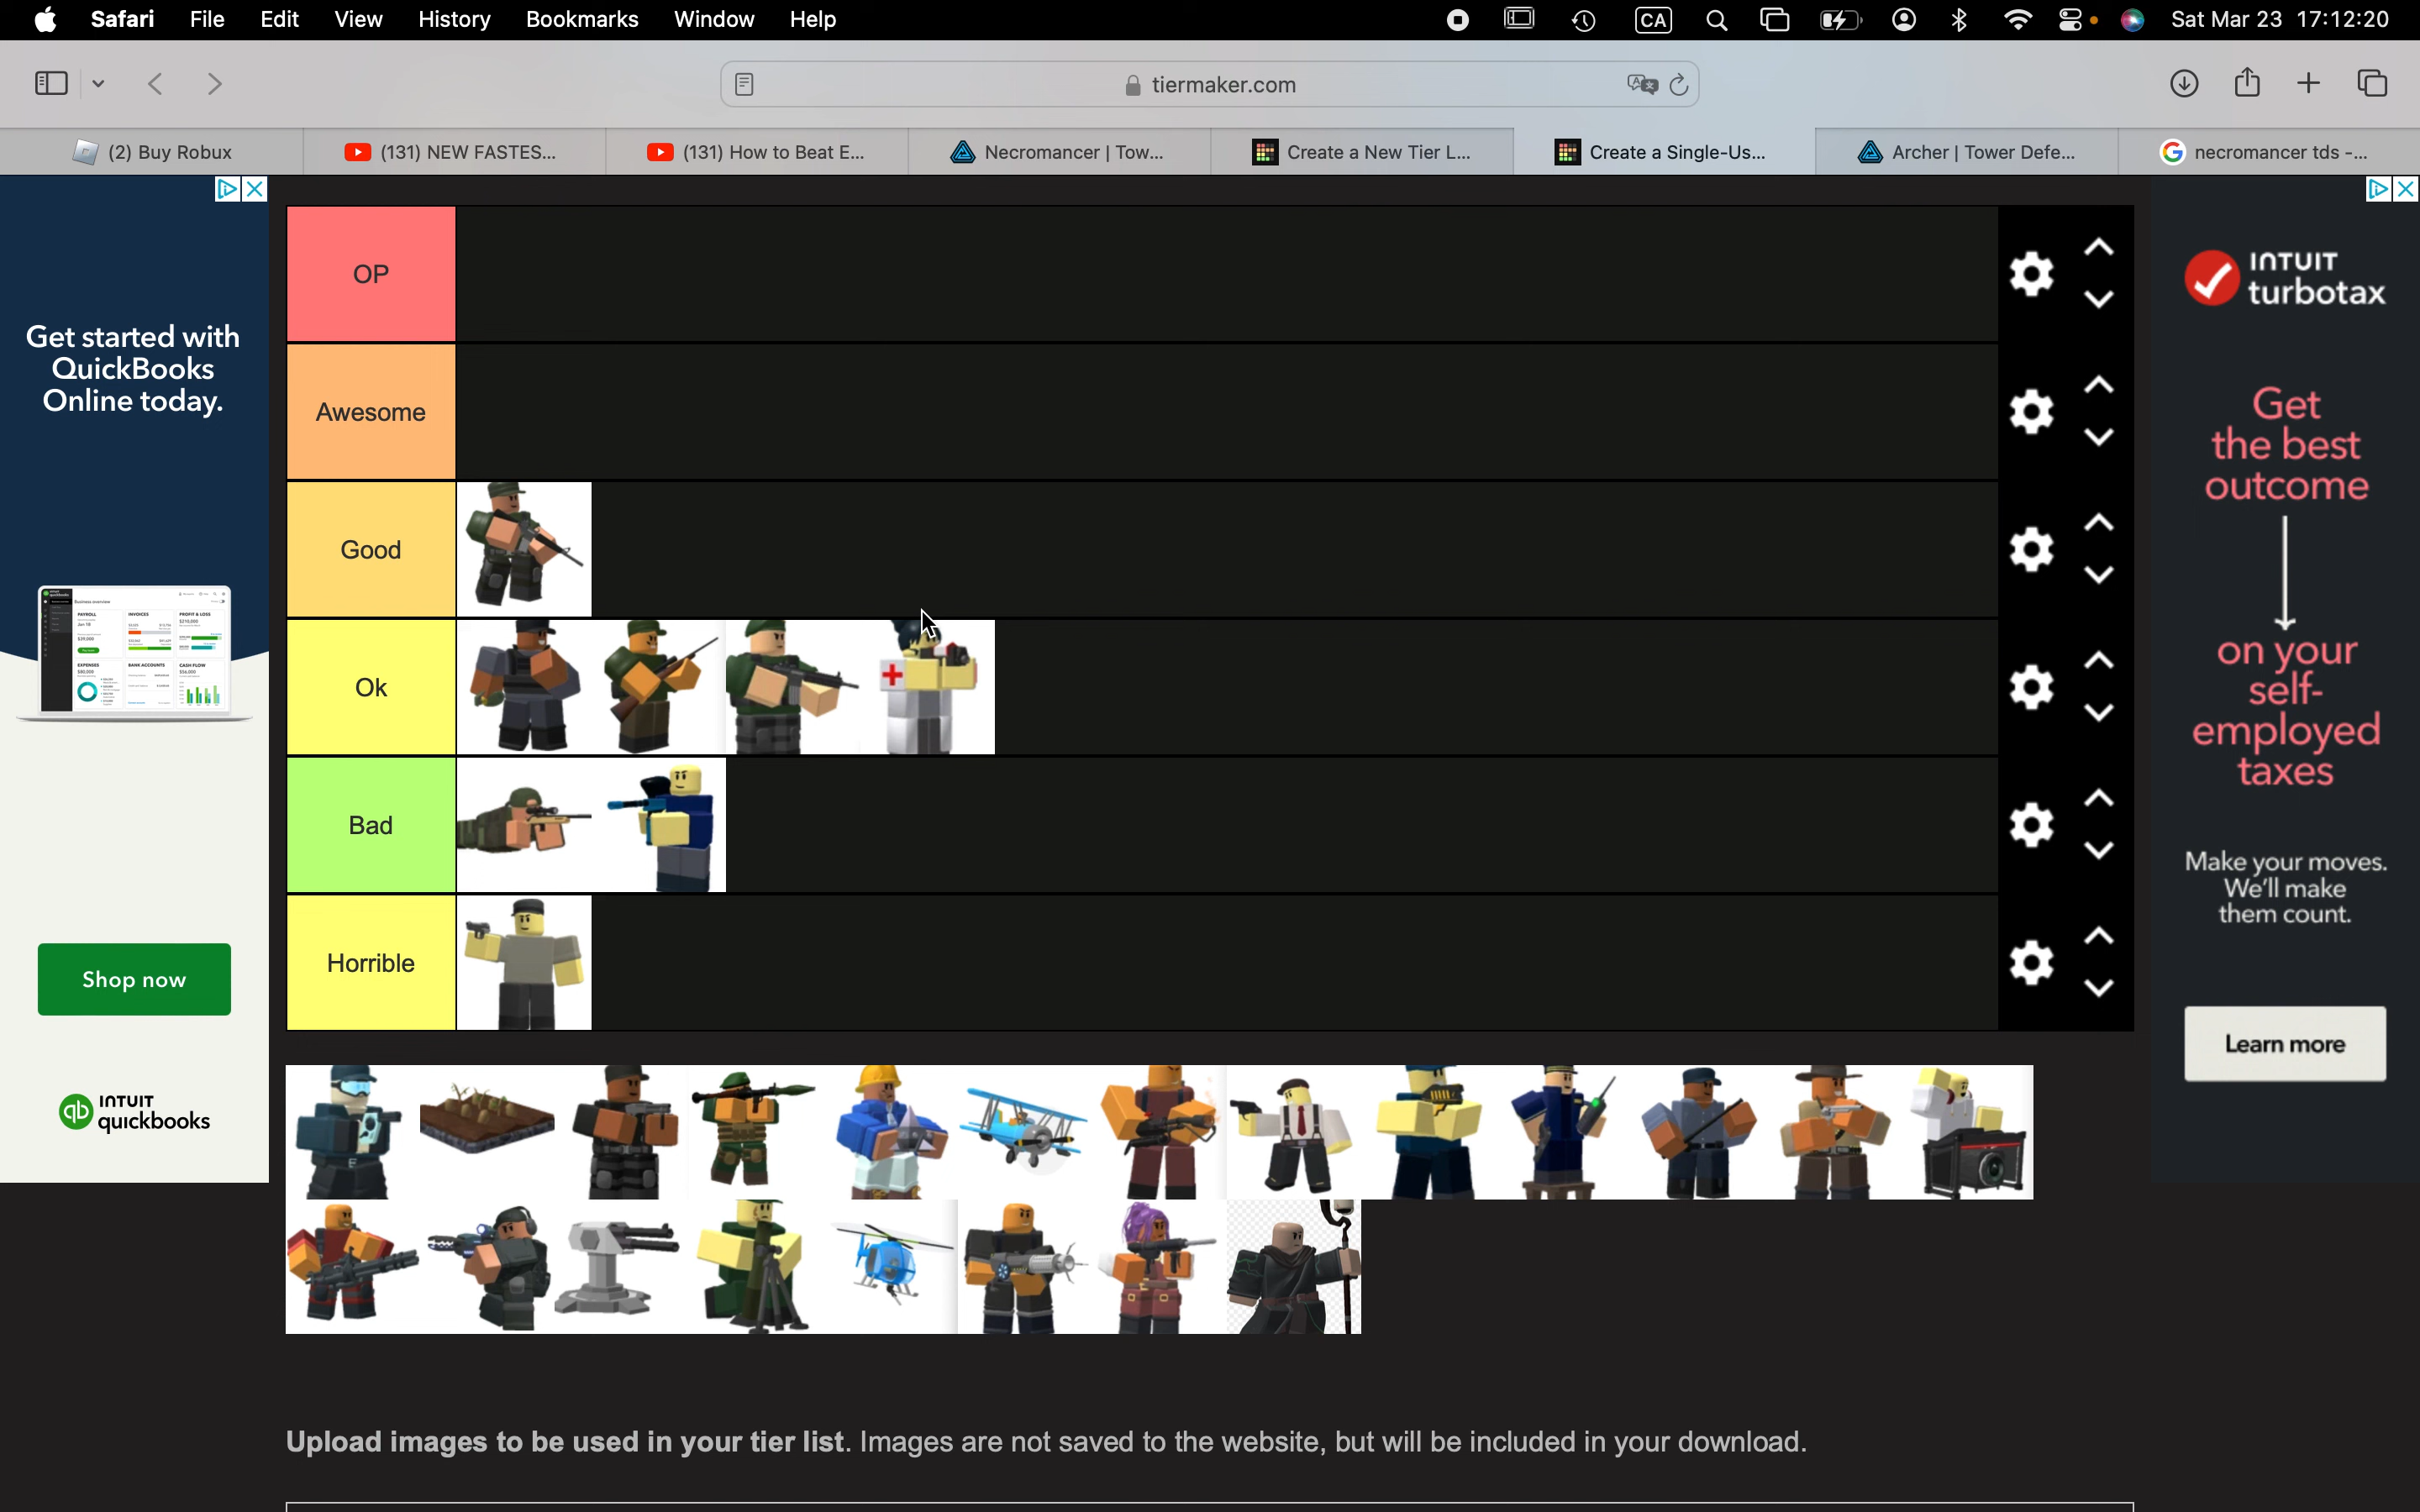 Safari File Edit View History Bookmarks Window Help CA Sat Mar 23 17:12:20
tiermaker.com
(2) Buy Robux
(131) NEW FASTES...
(131) How to Beat E...
Necromancer | Tow...
Create a New Tier L...
Create a Single-Us...
Archer | Tower Defe...
necromancer tds -...
Get started with
QuickBooks
Online today.
Shop now
INTUIT
quickbooks
OP
Awesome
Good
Ok
Bad
Horrible
INTUIT
turbotax
Get
the best
outcome
on your
self-
employed
taxes
Make your moves.
We'll make
them count.
Learn more
Upload images to be used in your tier list. Images are not saved to the website, but will be included in your download.